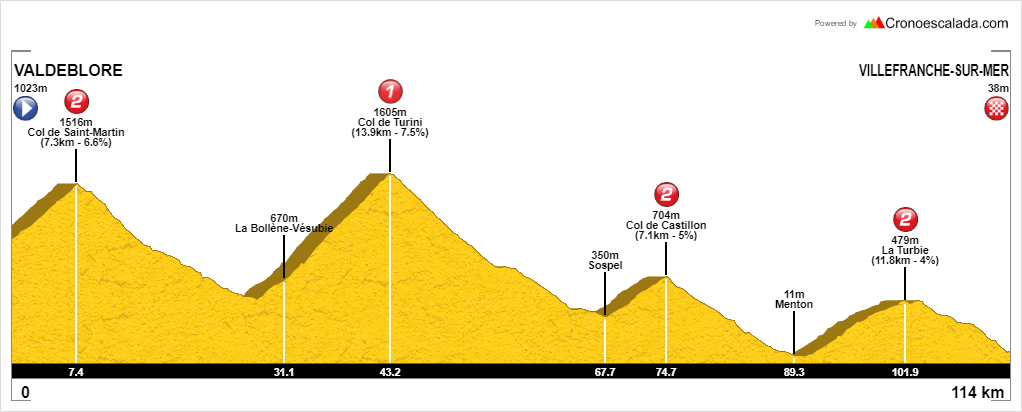 Powered by Cronoescalada.com
VALDEBLORE
1023m
VILLEFRANCHE-SUR-MER
38m
2
1516m
Col de Saint-Martin
(7.3km - 6.6%)
670m
La Bollène-Vésubie
1
1605m
Col de Turini
(13.9km - 7.5%)
350m
Sospel
2
704m
Col de Castillon
(7.1km - 5%)
11m
Menton
2
479m
La Turbie
(11.8km - 4%)
7.4 31.1 43.2 67.7 74.7 89.3 101.9
0 114 km